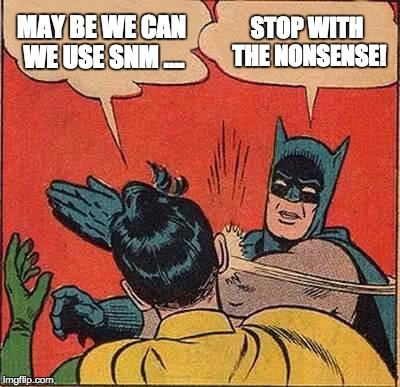 MAY BE WE CAN
WE USE SNM ....
STOP WITH
THE NONSENSE!
imgflip.com